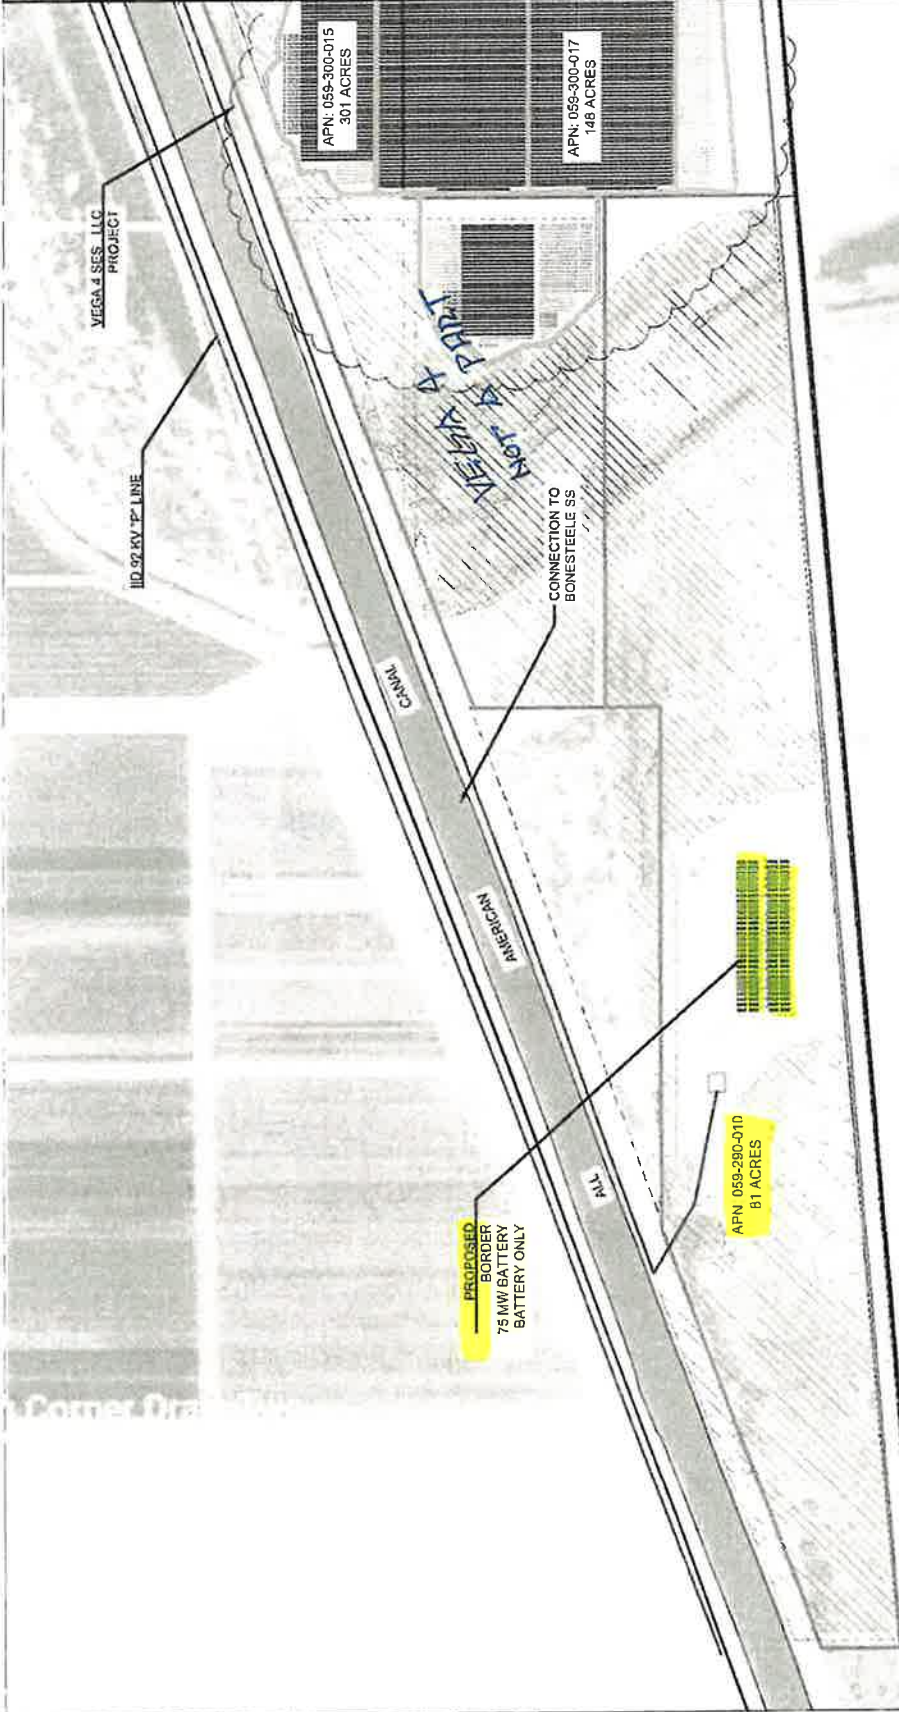 VEGA 4 SES LLC
PROJECT
IID 92 KV "P" LINE
APN: 059-300-015
301 ACRES
APN: 059-300-017
148 ACRES
VEGA 4
NOT A PART
CONNECTION TO
BONESTEELE SS
CANAL
AMERICAN
ALL
PROPOSED
BORDER
75 MW BATTERY
BATTERY ONLY
APN 059-290-010
81 ACRES
Corner